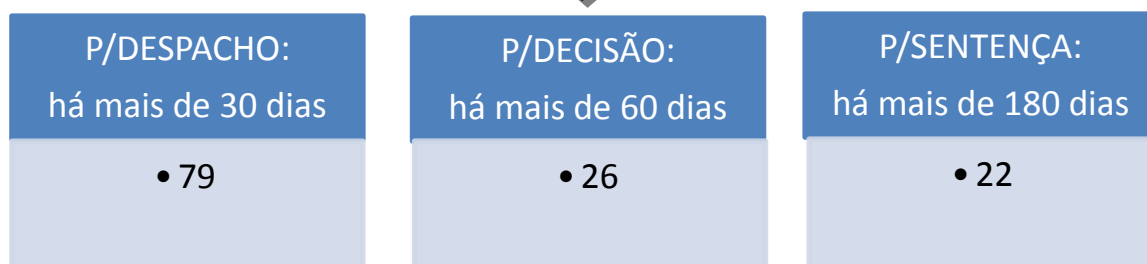 P/DESPACHO:
há mais de 30 dias
• 79
P/DECISÃO:
há mais de 60 dias
• 26
P/SENTENÇA:
há mais de 180 dias
• 22